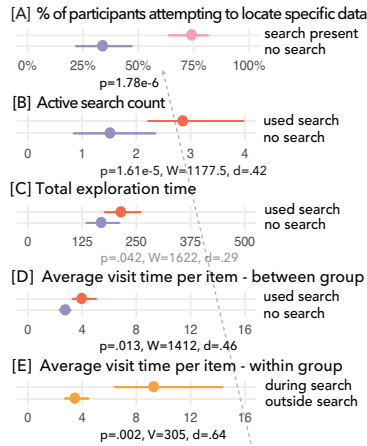 [A] % of participants attempting to locate specific data
search present
no search
0% 25% 50% 75% 100%
p=1.78e-6
[B] Active search count
used search
no search
0 1 2 3 4
p=1.61e-5, W=1177.5, d=.42
[C] Total exploration time
used search
no search
0 125 250 375 500
p=.042, W=1622, d=.29
[D] Average visit time per item - between group
used search
no search
0 4 8 12 16
p=.013, W=1412, d=.46
[E] Average visit time per item - within group
during search
outside search
0 4 8 12 16
p=.002, V=305, d=.64